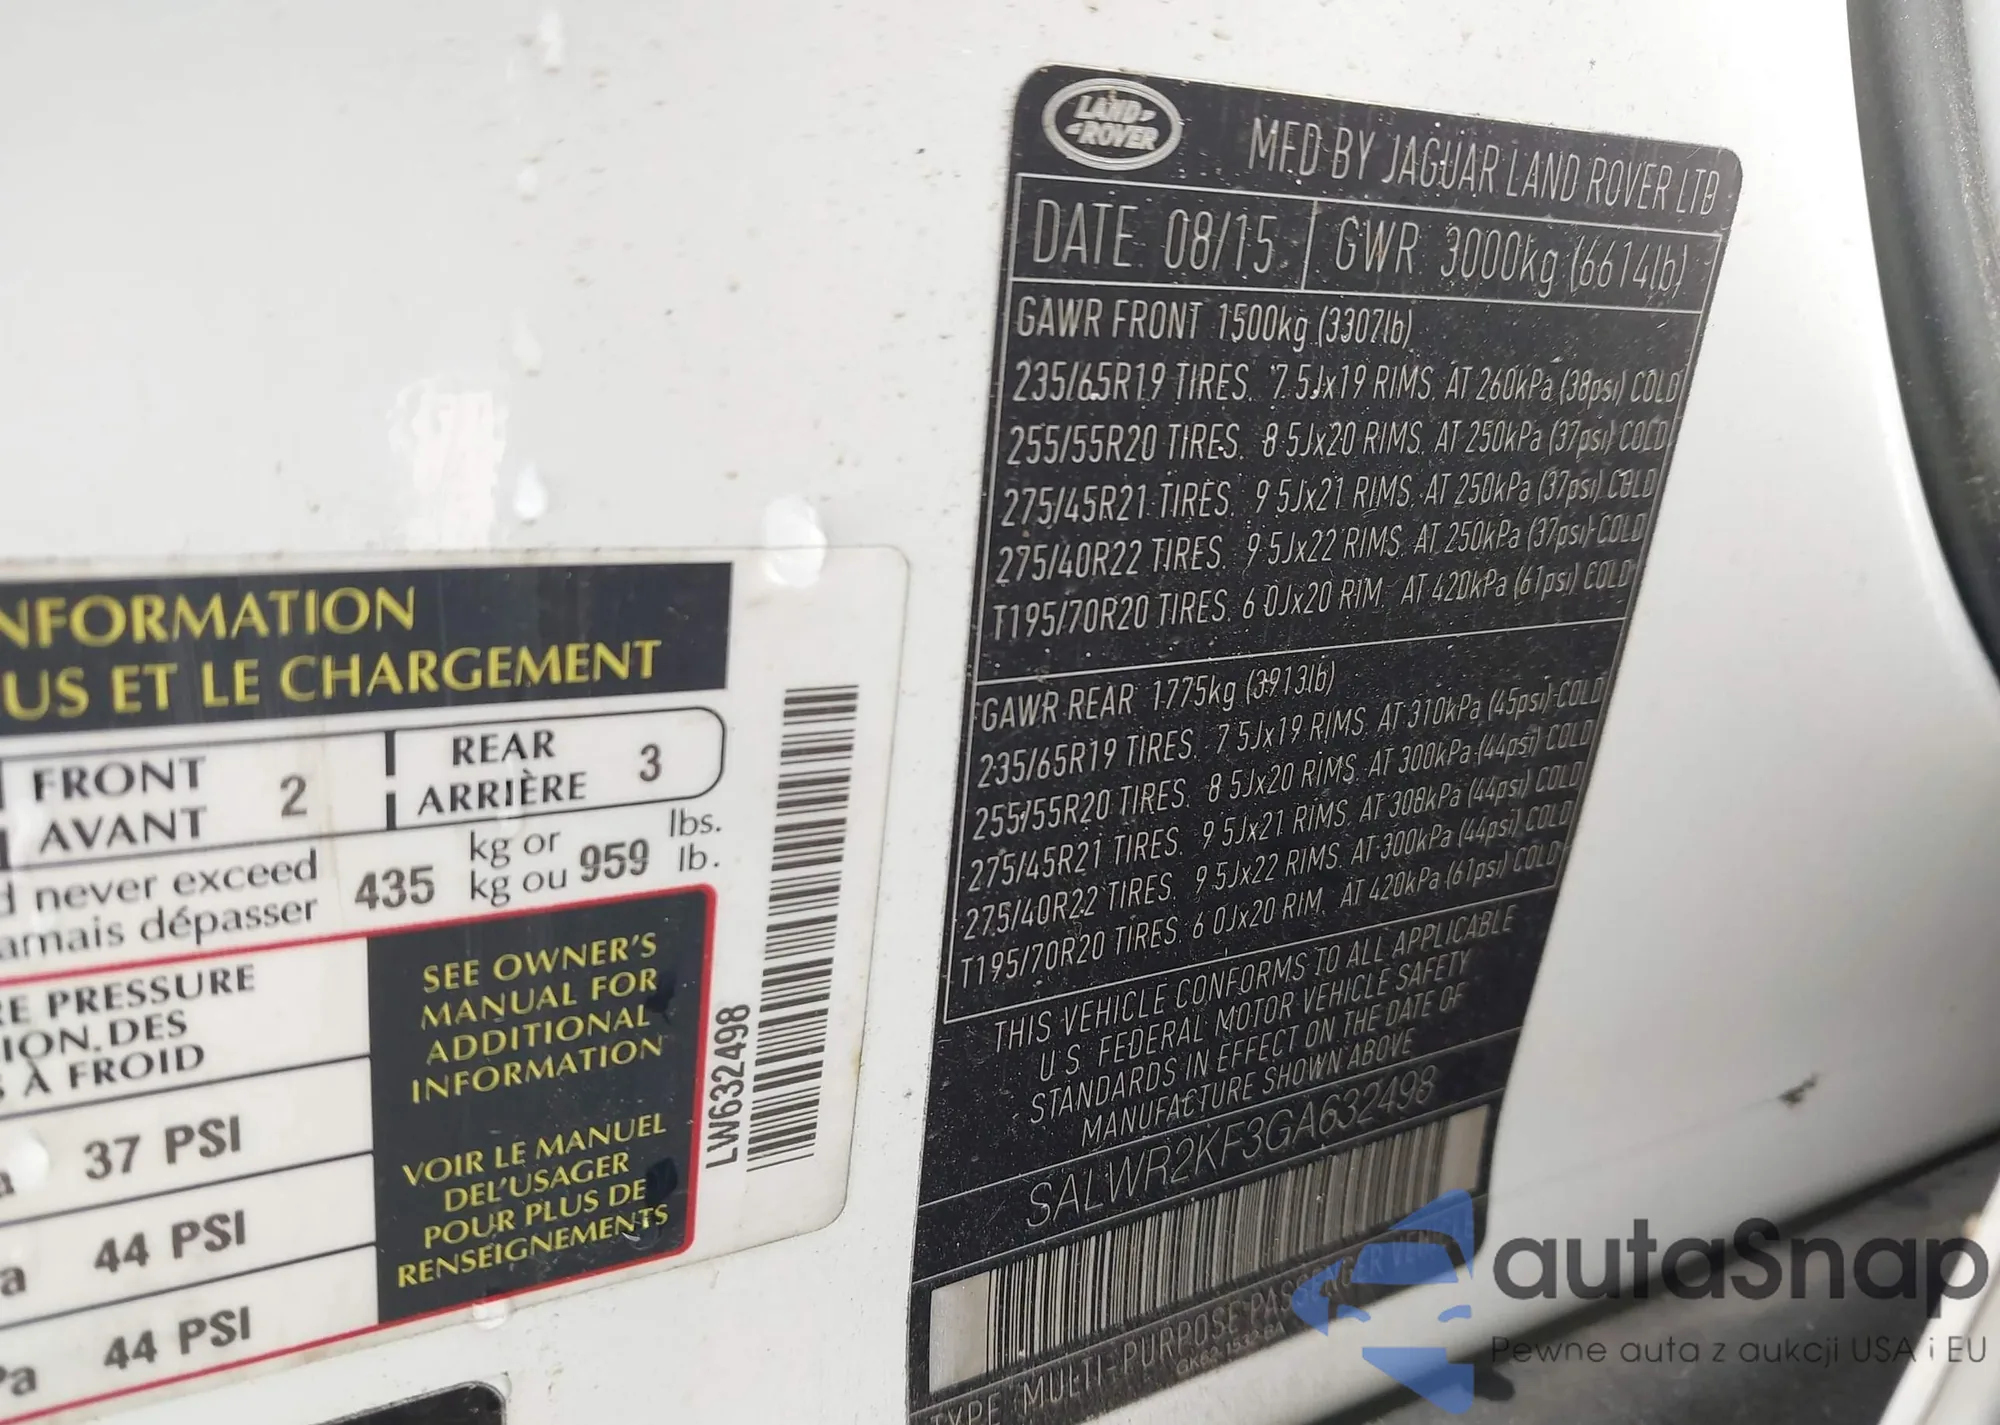 NFORMATION
US ET LE CHARGEMENT
FRONT
AVANT
2
REAR
ARRIÈRE
3
d never exceed
amais dépasser
435
kg or
kg ou
959
lbs.
lb.
RE PRESSURE
ION. DES
S À FROID
a 37 PSI
a 44 PSI
Pa 44 PSI
SEE OWNER'S
MANUAL FOR
ADDITIONAL
INFORMATION
VOIR LE MANUEL
DEL'USAGER
POUR PLUS DE
RENSEIGNEMENTS
LW632498
LAND
ROVER
MFD BY JAGUAR LAND ROVER LTD
DATE 08/15 GWR 3000kg (6614lb)
GAWR FRONT 1500kg (3307lb)
235/65R19 TIRES. 7.5Jx19 RIMS. AT 260kPa (38psi) COLD
255/55R20 TIRES. 8.5Jx20 RIMS. AT 250kPa (37psi) COLD
275/45R21 TIRES. 9.5Jx21 RIMS. AT 250kPa (37psi) COLD
275/40R22 TIRES. 9.5Jx22 RIMS. AT 250kPa (37psi) COLD
T195/70R20 TIRES. 6.0Jx20 RIM. AT 420kPa (61psi) COLD
GAWR REAR 1775kg (3913lb)
235/65R19 TIRES. 7.5Jx19 RIMS. AT 310kPa (45psi) COLD
255/55R20 TIRES. 8.5Jx20 RIMS. AT 300kPa (44psi) COLD
275/45R21 TIRES. 9.5Jx21 RIMS. AT 300kPa (44psi) COLD
275/40R22 TIRES. 9.5Jx22 RIMS. AT 300kPa (44psi) COLD
T195/70R20 TIRES. 6.0Jx20 RIM. AT 420kPa (61psi) COLD
THIS VEHICLE CONFORMS TO ALL APPLICABLE
U.S. FEDERAL MOTOR VEHICLE SAFETY
STANDARDS IN EFFECT ON THE DATE OF
MANUFACTURE SHOWN ABOVE
SALWR2KF3GA632498
TYPE MULTI-PURPOSE PASSENGER VEHICLE
autaSnap
Pewne auta z aukcji USA i EU